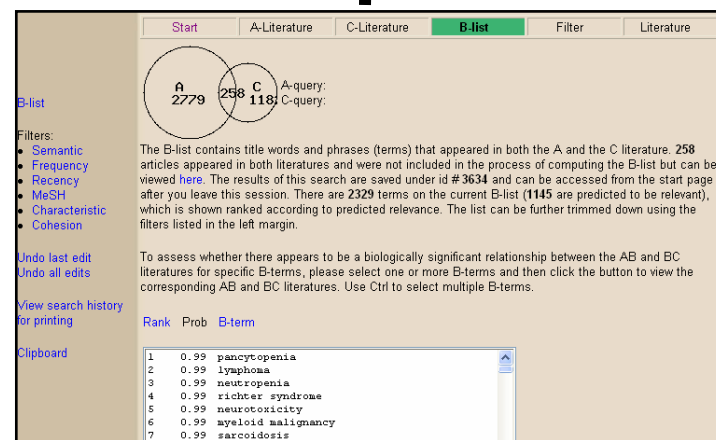 Start A-Literature C-Literature B-list Filter Literature
A C A-query:
2779 258 118 C-query:
B-list
Filters:
Semantic
Frequency
Recency
MeSH
Characteristic
Cohesion
Undo last edit
Undo all edits
View search history
for printing
Clipboard
The B-list contains title words and phrases (terms) that appeared in both the A and the C literature. 258
articles appeared in both literatures and were not included in the process of computing the B-list but can be
viewed here. The results of this search are saved under id # 3634 and can be accessed from the start page
after you leave this session. There are 2329 terms on the current B-list (1145 are predicted to be relevant),
which is shown ranked according to predicted relevance. The list can be further trimmed down using the
filters listed in the left margin.
To assess whether there appears to be a biologically significant relationship between the AB and BC
literatures for specific B-terms, please select one or more B-terms and then click the button to view the
corresponding AB and BC literatures. Use Ctrl to select multiple B-terms.
Rank Prob B-term
1 0.99 pancytopenia
2 0.99 lymphoma
3 0.99 neutropenia
4 0.99 richter syndrome
5 0.99 neurotoxicity
6 0.99 myeloid malignancy
7 0.99 sarcoidosis